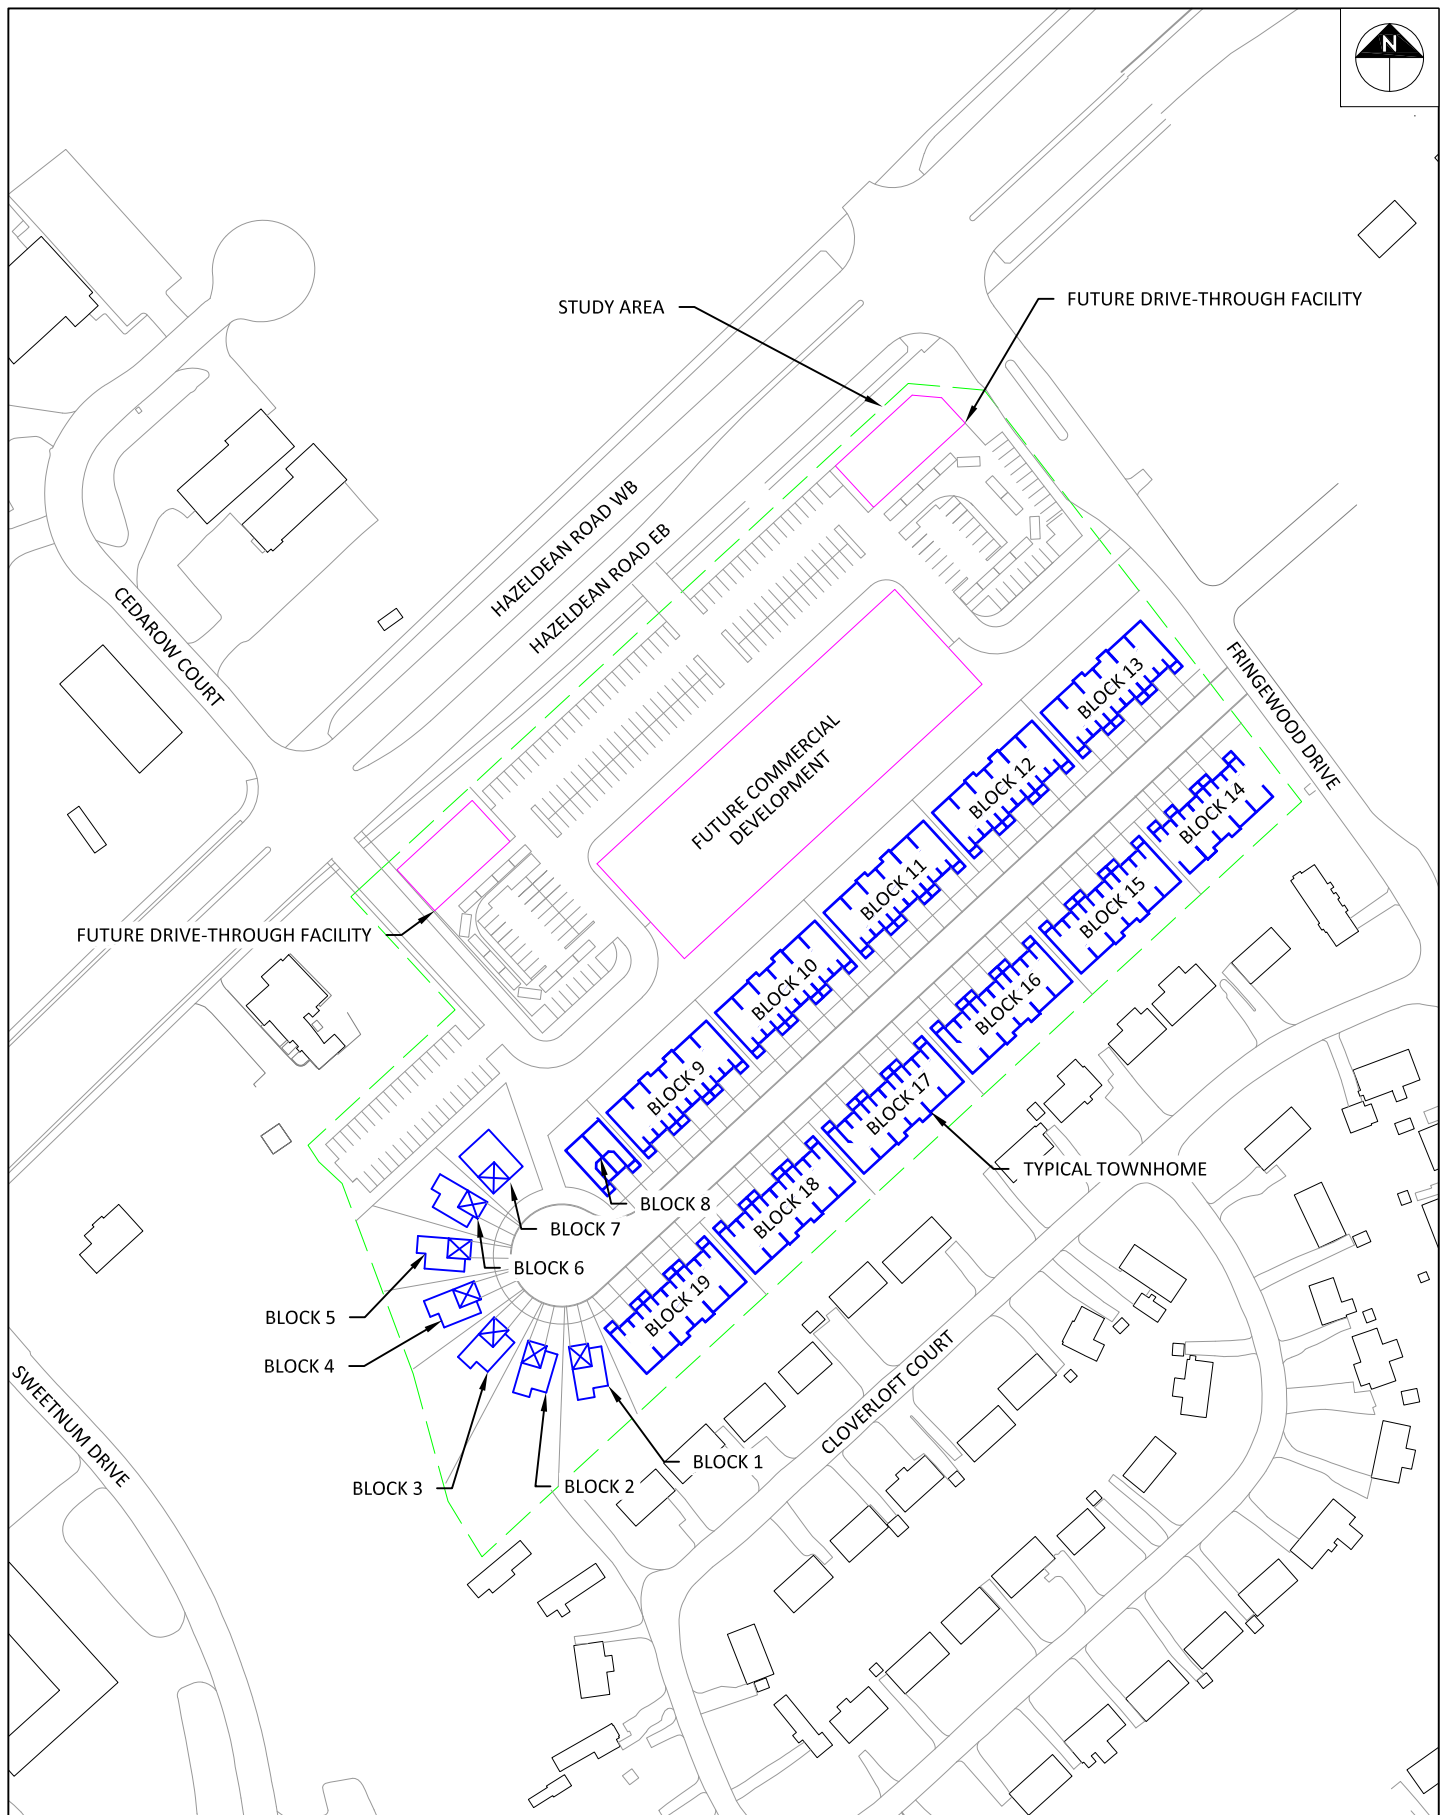 N
STUDY AREA
FUTURE DRIVE-THROUGH FACILITY
HAZELDEAN ROAD WB
HAZELDEAN ROAD EB
CEDAROW COURT
FRINGEWOOD DRIVE
FUTURE COMMERCIAL
DEVELOPMENT
BLOCK 13
BLOCK 12
BLOCK 14
BLOCK 11
BLOCK 15
FUTURE DRIVE-THROUGH FACILITY
BLOCK 10
BLOCK 16
BLOCK 9
BLOCK 17
TYPICAL TOWNHOME
BLOCK 8
BLOCK 18
BLOCK 7
BLOCK 6
BLOCK 19
BLOCK 5
BLOCK 4
CLOVERLOFT COURT
SWEETNUM DRIVE
BLOCK 1
BLOCK 2
BLOCK 3